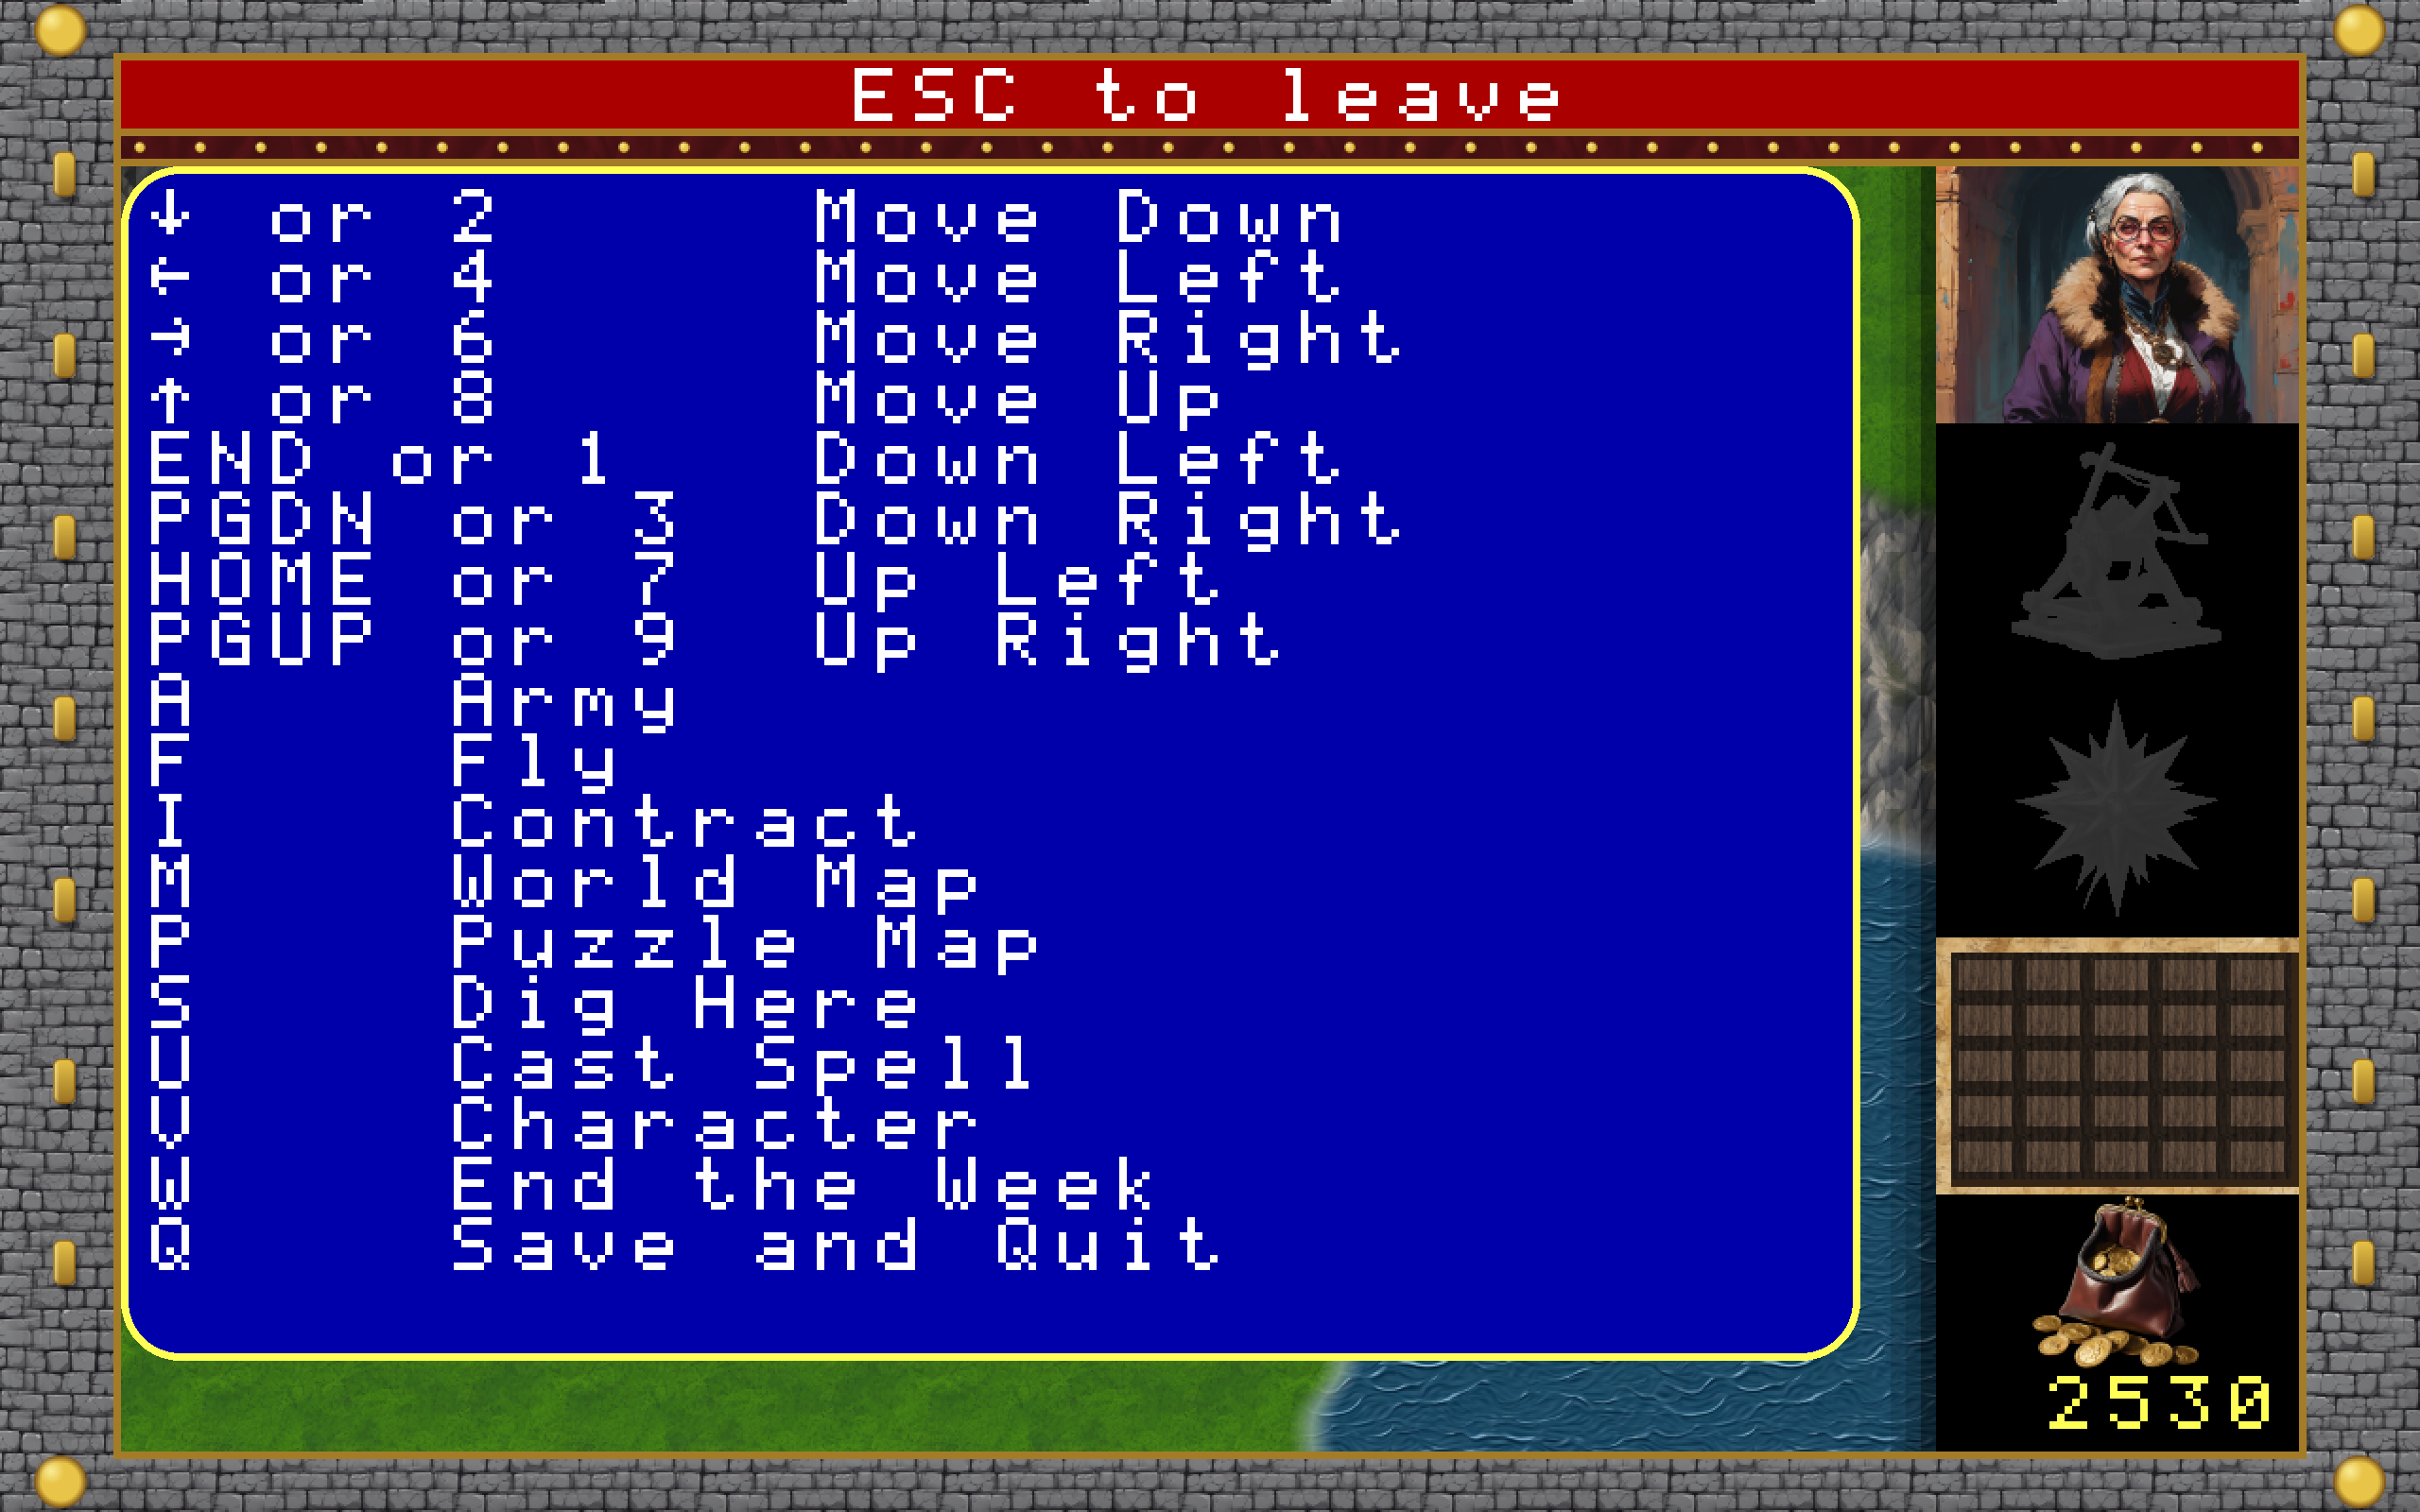 ESC to leave
↓ or 2 Move Down
← or 4 Move Left
→ or 6 Move Right
↑ or 8 Move Up
END or 1 Down Left
PGDN or 3 Down Right
HOME or 7 Up Left
PGUP or 9 Up Right
A Army
F Fly
I Contract
M World Map
P Puzzle Map
S Dig Here
U Cast Spell
V Character
W End the Week
Q Save and Quit
2530